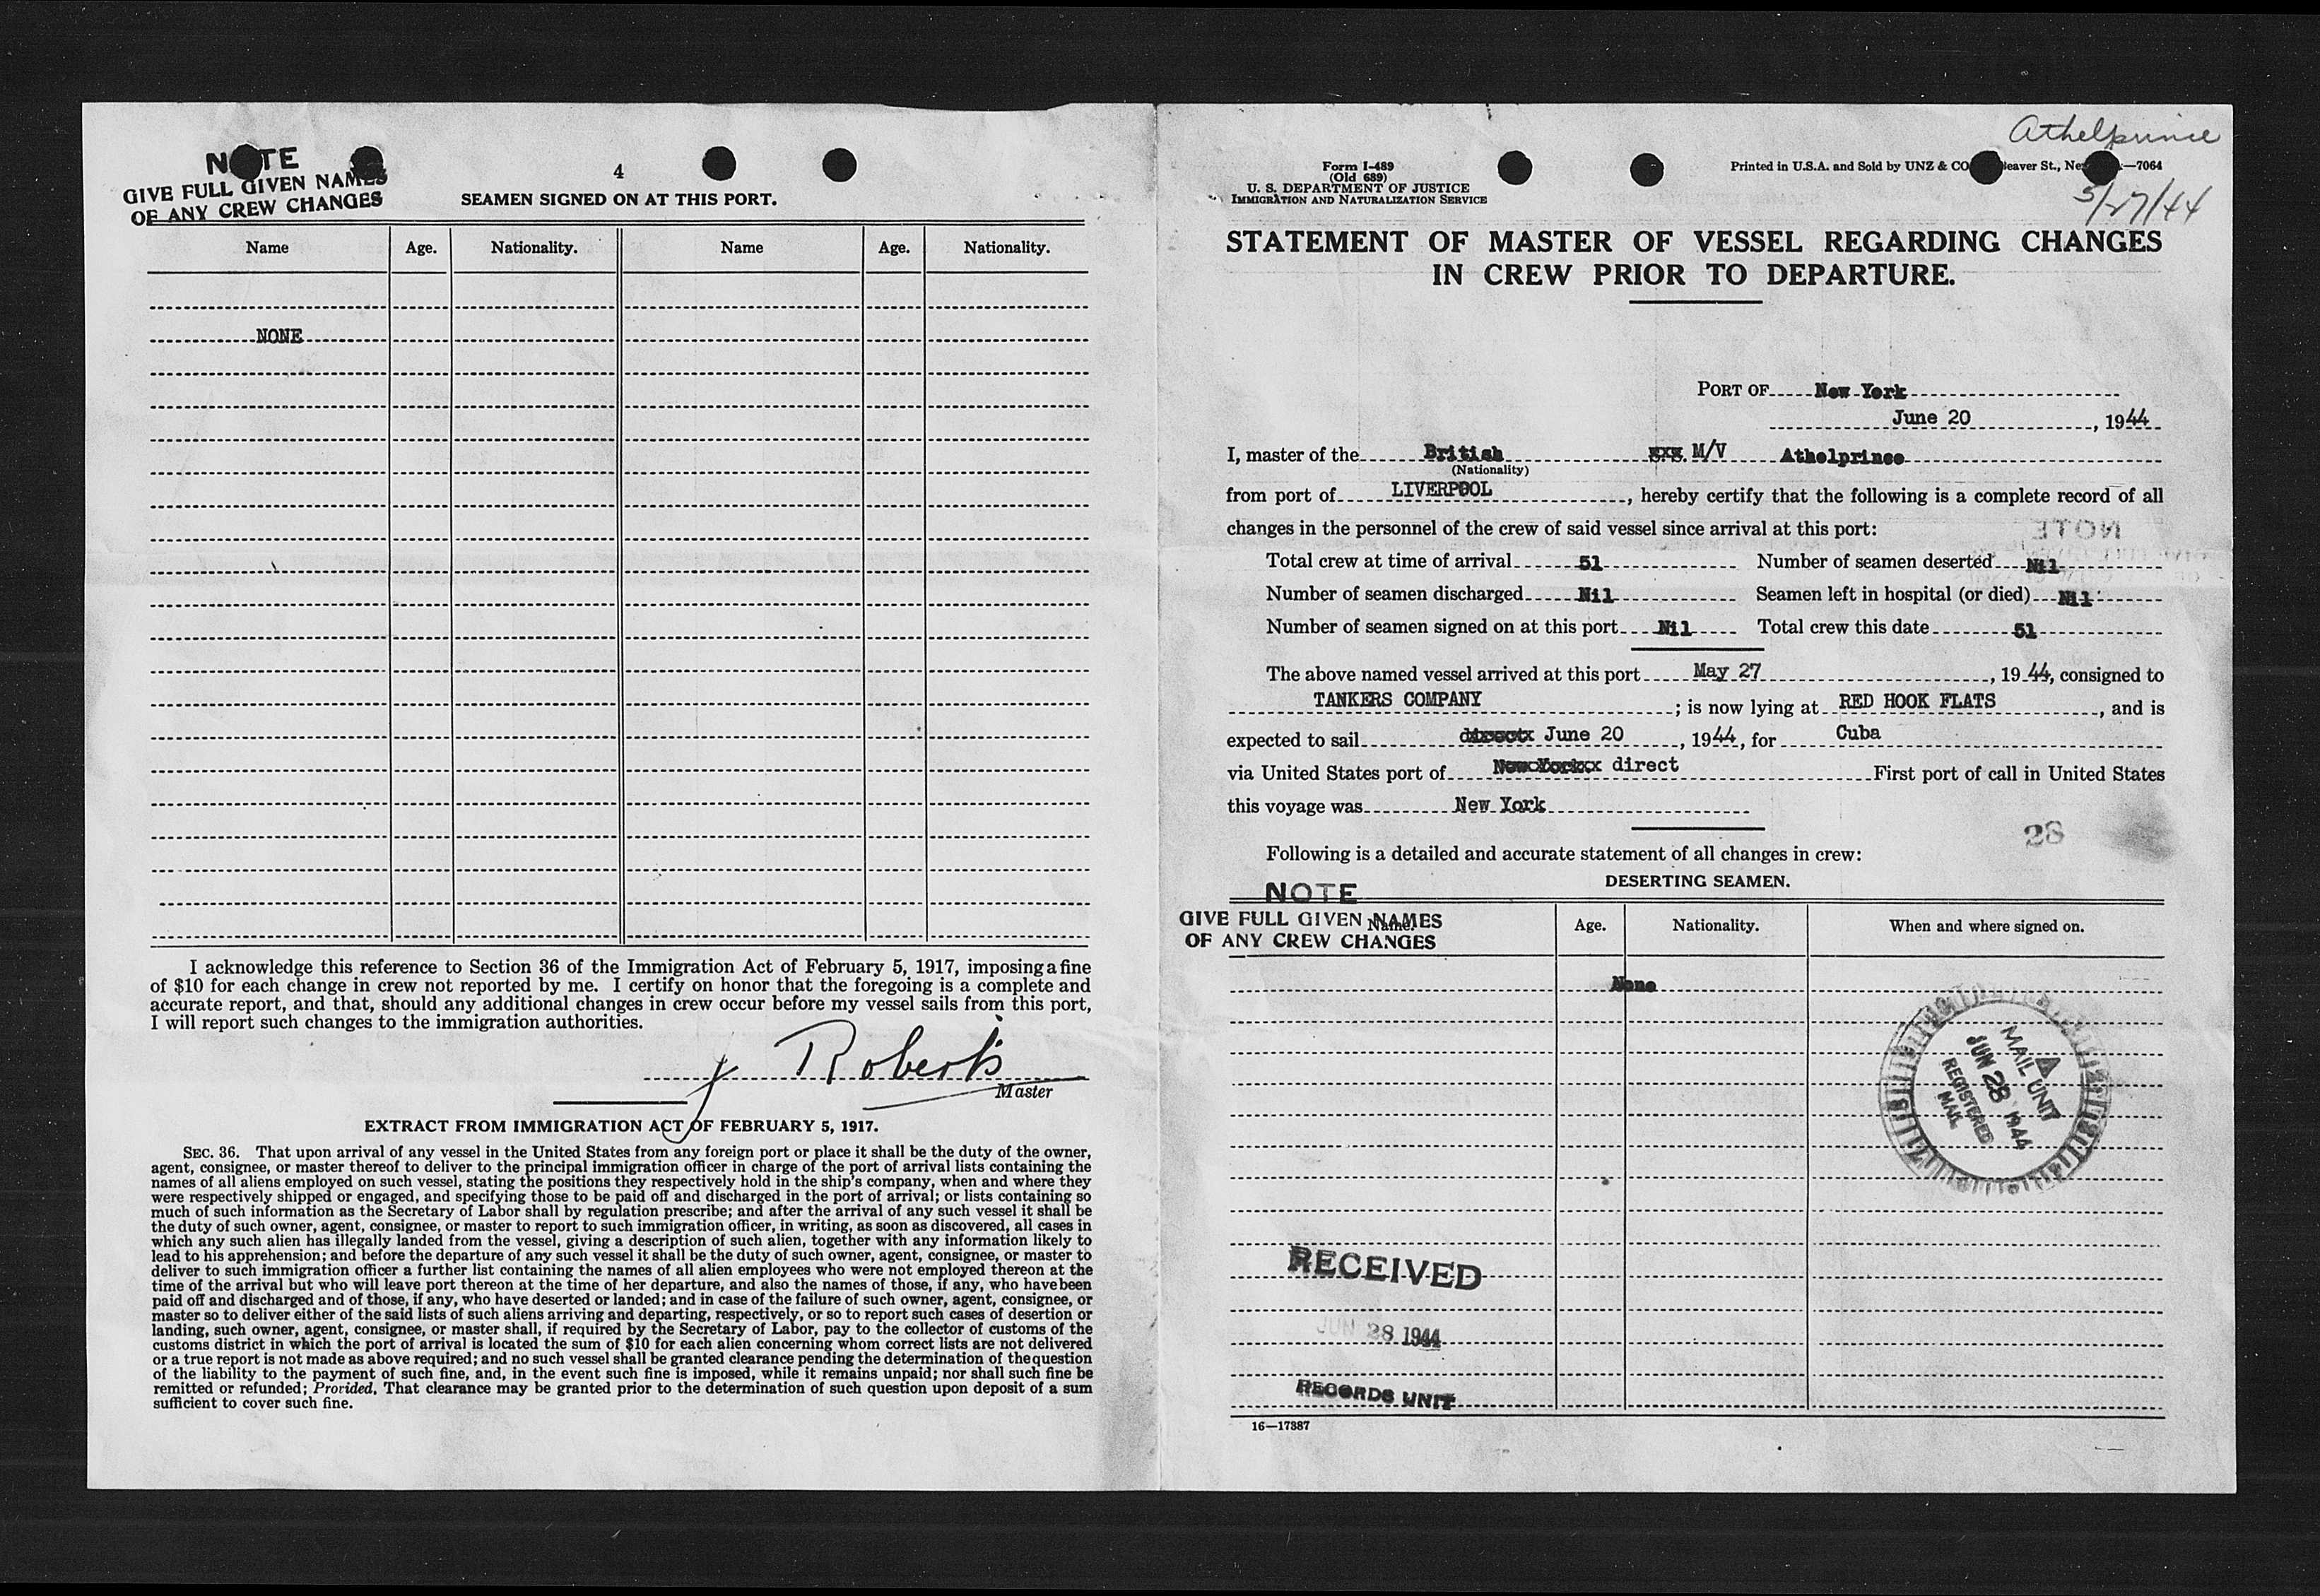 NOTE
GIVE FULL GIVEN NAMES
OF ANY CREW CHANGES
4
SEAMEN SIGNED ON AT THIS PORT.
Name Age. Nationality. Name Age. Nationality.
NONE
I acknowledge this reference to Section 36 of the Immigration Act of February 5, 1917, imposing a fine
of $10 for each change in crew not reported by me. I certify on honor that the foregoing is a complete and
accurate report, and that, should any additional changes in crew occur before my vessel sails from this port,
I will report such changes to the immigration authorities.
J Roberts
Master
EXTRACT FROM IMMIGRATION ACT OF FEBRUARY 5, 1917.
SEC. 36. That upon arrival of any vessel in the United States from any foreign port or place it shall be the duty of the owner,
agent, consignee, or master thereof to deliver to the principal immigration officer in charge of the port of arrival lists containing the
names of all aliens employed on such vessel, stating the positions they respectively hold in the ship's company, when and where they
were respectively shipped or engaged, and specifying those to be paid off and discharged in the port of arrival; or lists containing so
much of such information as the Secretary of Labor shall by regulation prescribe; and after the arrival of any such vessel it shall be
the duty of such owner, agent, consignee, or master to report to such immigration officer, in writing, as soon as discovered, all cases in
which any such alien has illegally landed from the vessel, giving a description of such alien, together with any information likely to
lead to his apprehension; and before the departure of any such vessel it shall be the duty of such owner, agent, consignee, or master to
deliver to such immigration officer a further list containing the names of all alien employees who were not employed thereon at the
time of the arrival but who will leave port thereon at the time of her departure, and also the names of those, if any, who have been
paid off and discharged and of those, if any, who have deserted or landed; and in case of the failure of such owner, agent, consignee, or
master so to deliver either of the said lists of such aliens arriving and departing, respectively, or so to report such cases of desertion or
landing, such owner, agent, consignee, or master shall, if required by the Secretary of Labor, pay to the collector of customs of the
customs district in which the port of arrival is located the sum of $10 for each alien concerning whom correct lists are not delivered
or a true report is not made as above required; and no such vessel shall be granted clearance pending the determination of the question
of the liability to the payment of such fine, and, in the event such fine is imposed, while it remains unpaid; nor shall such fine be
remitted or refunded; Provided, That clearance may be granted prior to the determination of such question upon deposit of a sum
sufficient to cover such fine.
Athelprince
5/27/44
Form I-489
(Old 689)
U. S. DEPARTMENT OF JUSTICE
IMMIGRATION AND NATURALIZATION SERVICE
Printed in U.S.A. and Sold by UNZ & CO Beaver St., —7064
STATEMENT OF MASTER OF VESSEL REGARDING CHANGES
IN CREW PRIOR TO DEPARTURE.
PORT OF New York
June 20, 1944
I, master of the British M/V Athelprince
(Nationality)
from port of LIVERPOOL, hereby certify that the following is a complete record of all
changes in the personnel of the crew of said vessel since arrival at this port:
NOTE
Total crew at time of arrival 51 Number of seamen deserted Nil
Number of seamen discharged Nil Seamen left in hospital (or died) Nil
Number of seamen signed on at this port Nil Total crew this date 51
The above named vessel arrived at this port May 27, 1944, consigned to
TANKERS COMPANY; is now lying at RED HOOK FLATS, and is
expected to sail June 20, 1944, for Cuba
via United States port of direct First port of call in United States
this voyage was New York
28
Following is a detailed and accurate statement of all changes in crew:
DESERTING SEAMEN.
NOTE
GIVE FULL GIVEN NAMES
OF ANY CREW CHANGES
Name. Age. Nationality. When and where signed on.
None
MAIL UNIT
JUN 28 1944
REGISTERED
MAIL
RECEIVED
JUN 28 1944
RECORDS UNIT
16—17387